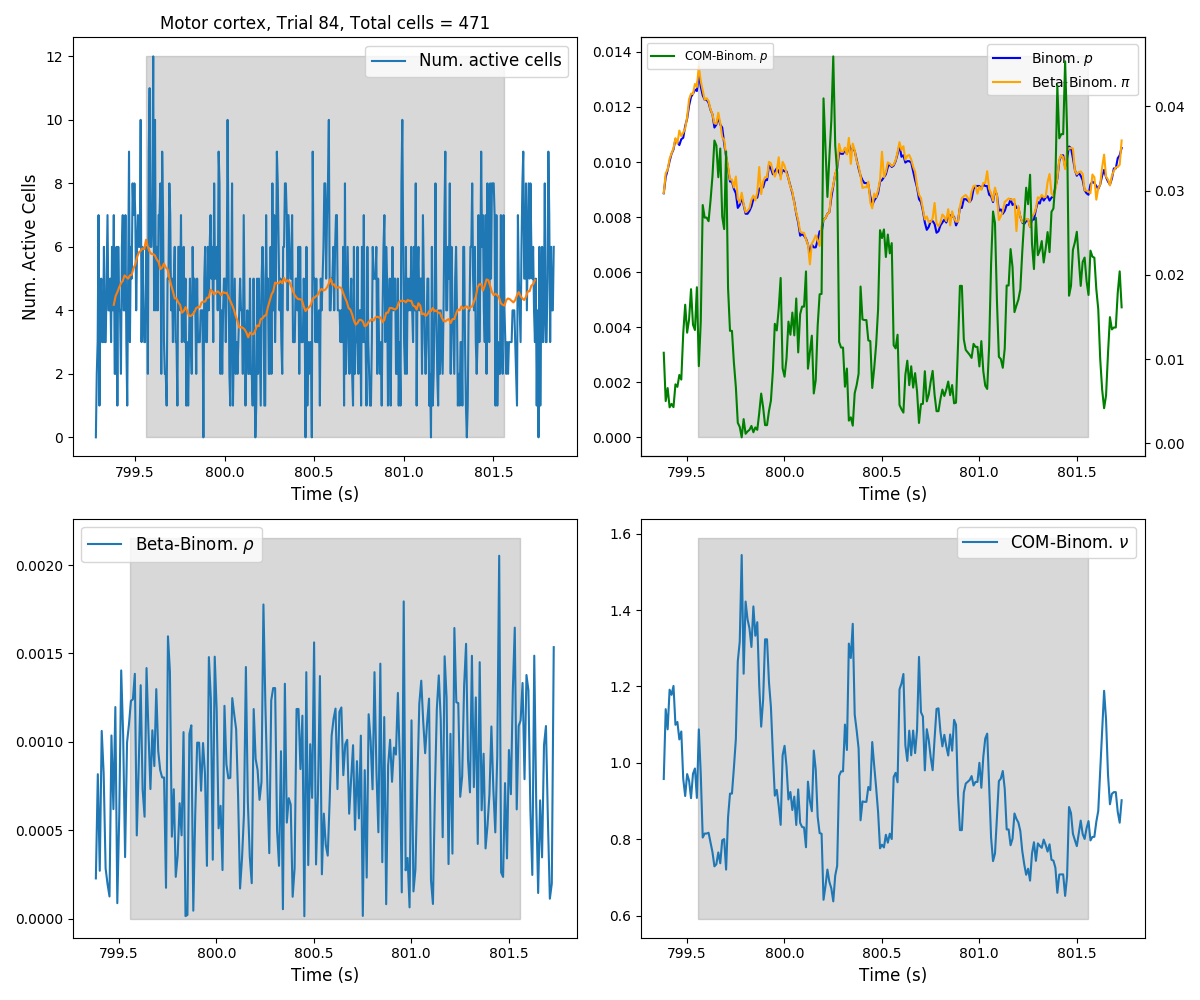 Motor cortex, Trial 84, Total cells = 471
Num. active cells
Num. Active Cells
12
10
8
6
4
2
0
799.5 800.0 800.5 801.0 801.5
Time (s)
COM-Binom. p
Binom. p
Beta-Binom. π
0.014
0.012
0.010
0.008
0.006
0.004
0.002
0.000
0.04
0.03
0.02
0.01
0.00
799.5 800.0 800.5 801.0 801.5
Time (s)
Beta-Binom. ρ
0.0020
0.0015
0.0010
0.0005
0.0000
799.5 800.0 800.5 801.0 801.5
Time (s)
COM-Binom. ν
1.6
1.4
1.2
1.0
0.8
0.6
799.5 800.0 800.5 801.0 801.5
Time (s)